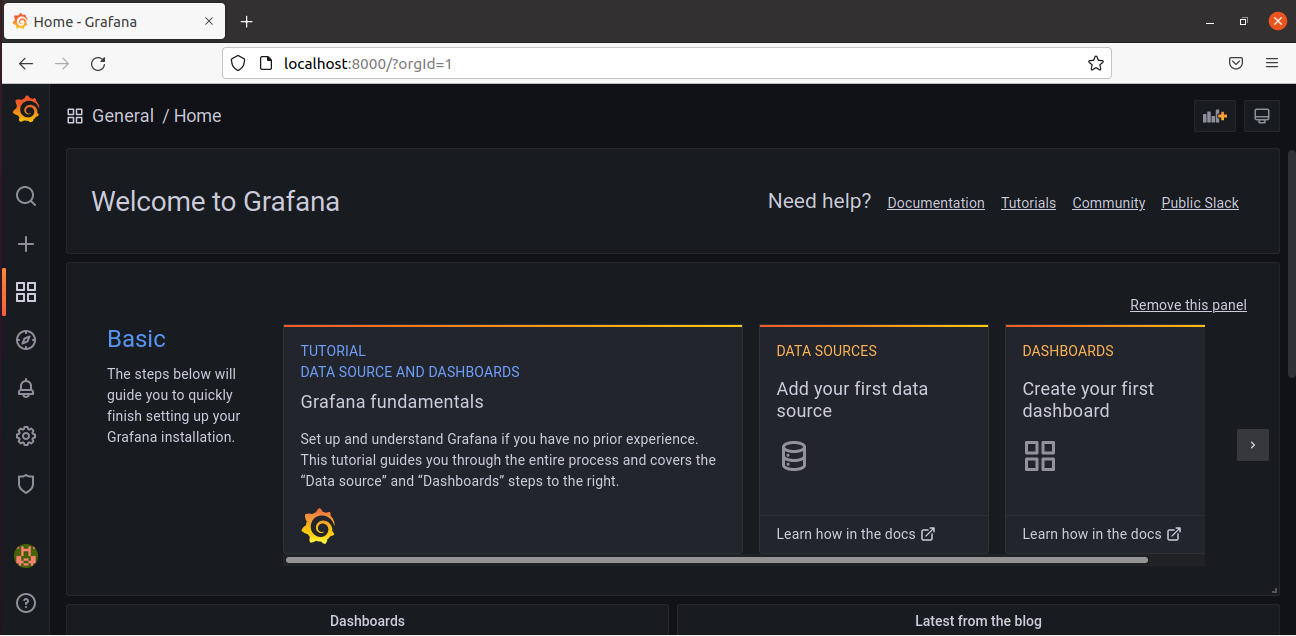 Home - Grafana
localhost:8000/?orgId=1
General / Home
Welcome to Grafana
Need help? Documentation Tutorials Community Public Slack
Remove this panel
Basic
The steps below will
guide you to quickly
finish setting up your
Grafana installation.
TUTORIAL
DATA SOURCE AND DASHBOARDS
Grafana fundamentals
Set up and understand Grafana if you have no prior experience.
This tutorial guides you through the entire process and covers the
“Data source” and “Dashboards” steps to the right.
DATA SOURCES
Add your first data
source
Learn how in the docs
DASHBOARDS
Create your first
dashboard
Learn how in the docs
Dashboards
Latest from the blog